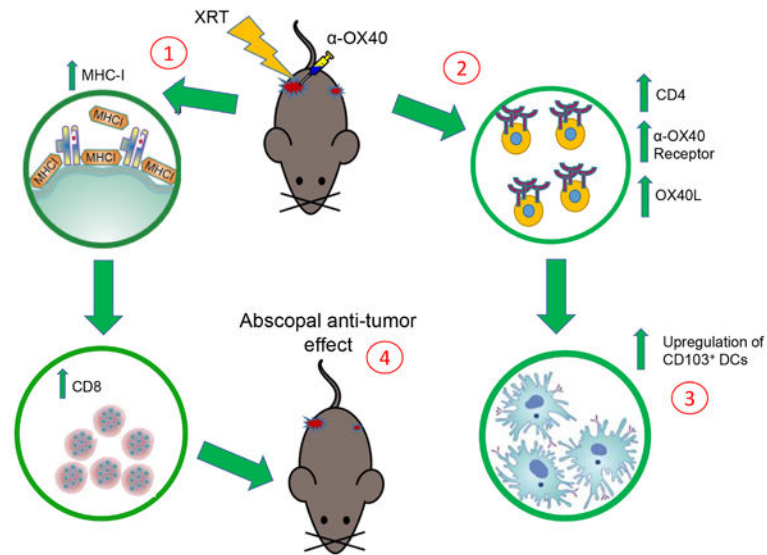 XRT
α-OX40
1
MHC-I
MHCI
MHCI
MHCI
MHCI
2
CD4
α-OX40
Receptor
OX40L
CD8
Abscopal anti-tumor
effect
4
Upregulation of
CD103⁺ DCs
3